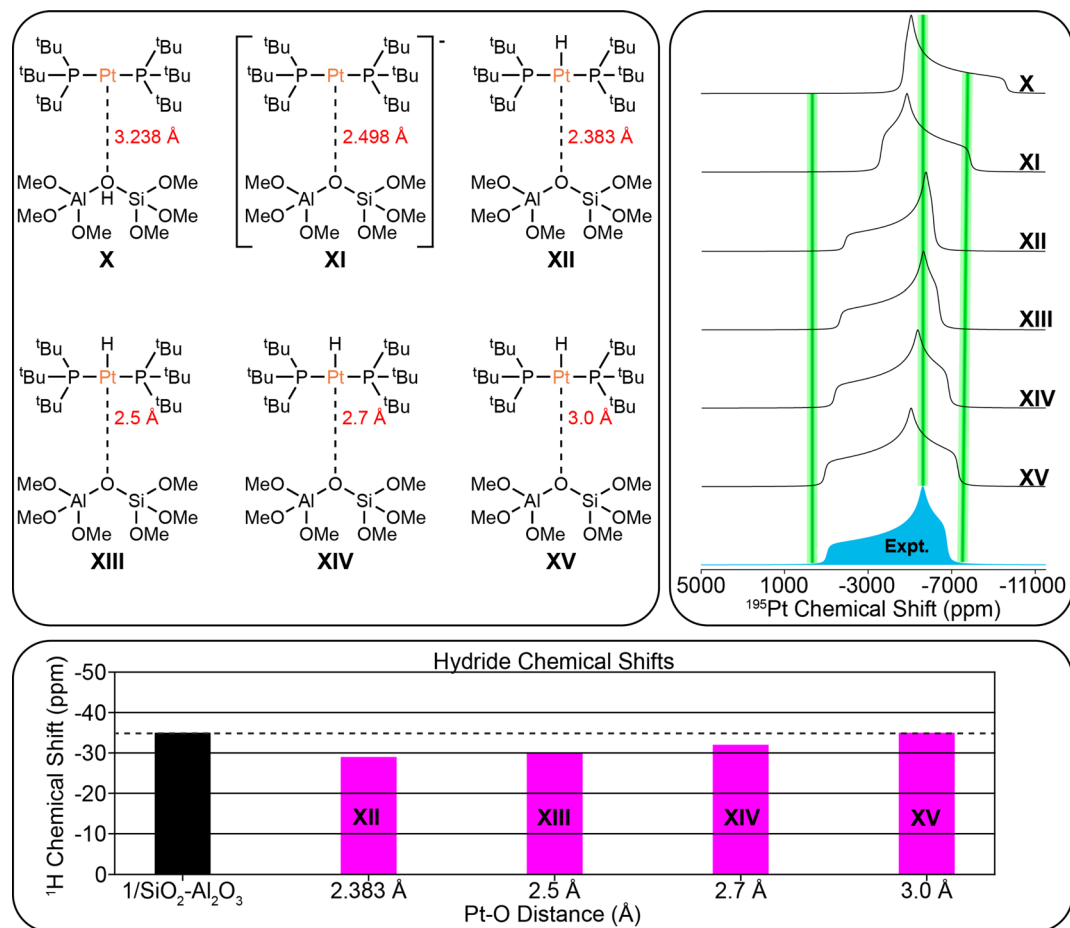 tBu tBu
tBu P Pt P tBu
tBu tBu
3.238 Å
MeO O OMe
MeO Al H Si OMe
OMe OMe
X
tBu tBu -
tBu P Pt P tBu
tBu tBu
2.498 Å
MeO O OMe
MeO Al Si OMe
OMe OMe
XI
H
tBu tBu
tBu P Pt P tBu
tBu tBu
2.383 Å
MeO O OMe
MeO Al Si OMe
OMe OMe
XII
H
tBu tBu
tBu P Pt P tBu
tBu tBu
2.5 Å
MeO O OMe
MeO Al Si OMe
OMe OMe
XIII
H
tBu tBu
tBu P Pt P tBu
tBu tBu
2.7 Å
MeO O OMe
MeO Al Si OMe
OMe OMe
XIV
H
tBu tBu
tBu P Pt P tBu
tBu tBu
3.0 Å
MeO O OMe
MeO Al Si OMe
OMe OMe
XV
X
XI
XII
XIII
XIV
XV
Expt.
5000 1000 -3000 -7000 -11000
195Pt Chemical Shift (ppm)
Hydride Chemical Shifts
1H Chemical Shift (ppm)
-50
-40
-30
-20
-10
0
XII XIII XIV XV
1/SiO2-Al2O3 2.383 Å 2.5 Å 2.7 Å 3.0 Å
Pt-O Distance (Å)